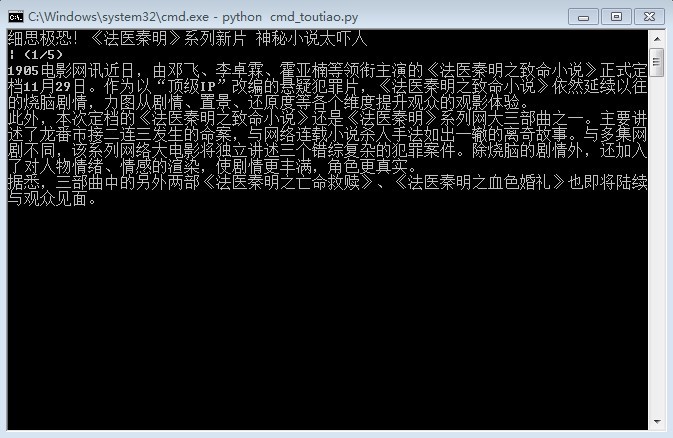 C:\Windows\system32\cmd.exe - python  cmd_toutiao.py
细思极恐！《法医秦明》系列新片 神秘小说太吓人
¦ (1/5)
1905电影网讯近日，由邓飞、李卓霖、霍亚楠等领衔主演的《法医秦明之致命小说》正式定
档11月29日。作为以“顶级IP”改编的悬疑犯罪片，《法医秦明之致命小说》依然延续以往
的烧脑剧情，力图从剧情、置景、还原度等各个维度提升观众的观影体验。
此外，本次定档的《法医秦明之致命小说》还是《法医秦明》系列网大三部曲之一。主要讲
述了龙番市接二连三发生的命案，与网络连载小说杀人手法如出一辙的离奇故事。与多集网
剧不同，该系列网络大电影将独立讲述三个错综复杂的犯罪案件。除烧脑的剧情外，还加入
了对人物情绪、情感的渲染，使剧情更丰满，角色更真实。
据悉，三部曲中的另外两部《法医秦明之亡命救赎》、《法医秦明之血色婚礼》也即将陆续
与观众见面。